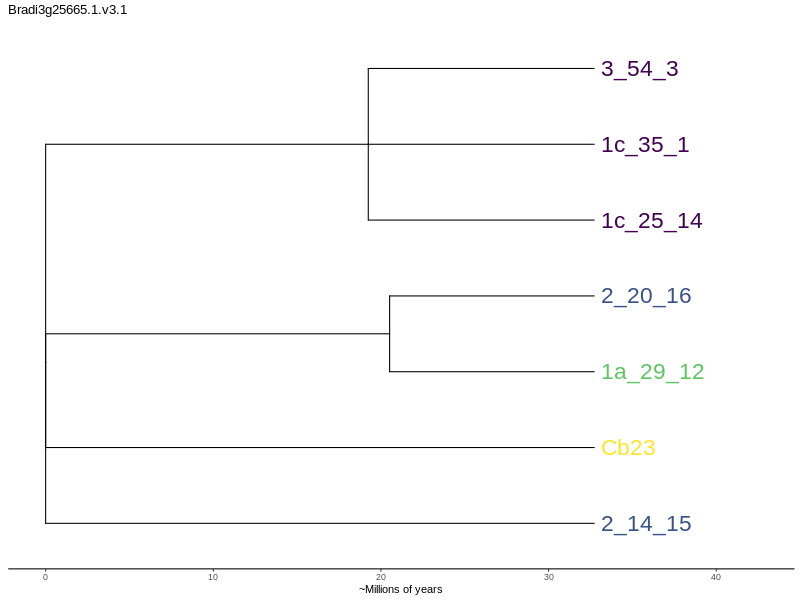 Bradi3g25665.1.v3.1
3_54_3
1c_35_1
1c_25_14
2_20_16
1a_29_12
Cb23
2_14_15
0 10 20 30 40
~Millions of years